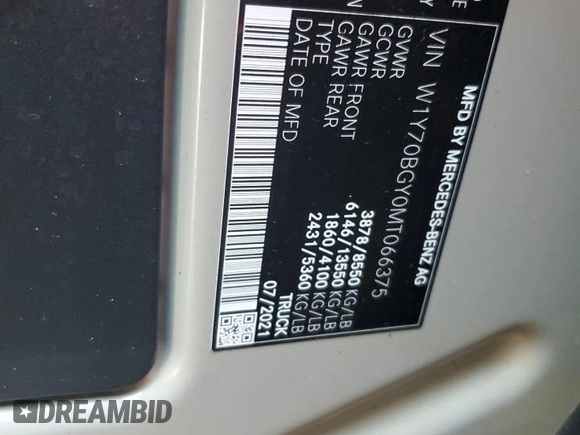 MFD BY MERCEDES-BENZ AG
VIN W1Y70BGY0MT066375
GVWR 3878/8550 KG/LB
GCWR 6146/13550 KG/LB
GAWR FRONT 1860/4100 KG/LB
GAWR REAR 2431/5360 KG/LB
TYPE TRUCK
DATE OF MFD 07/2021
DREAMBID